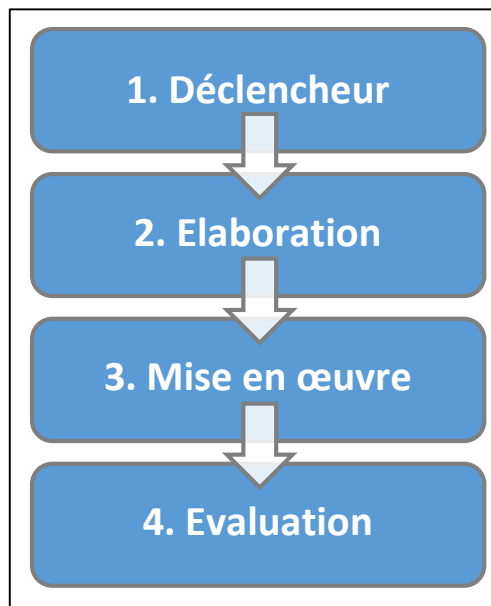 1. Déclencheur
2. Elaboration
3. Mise en œuvre
4. Evaluation